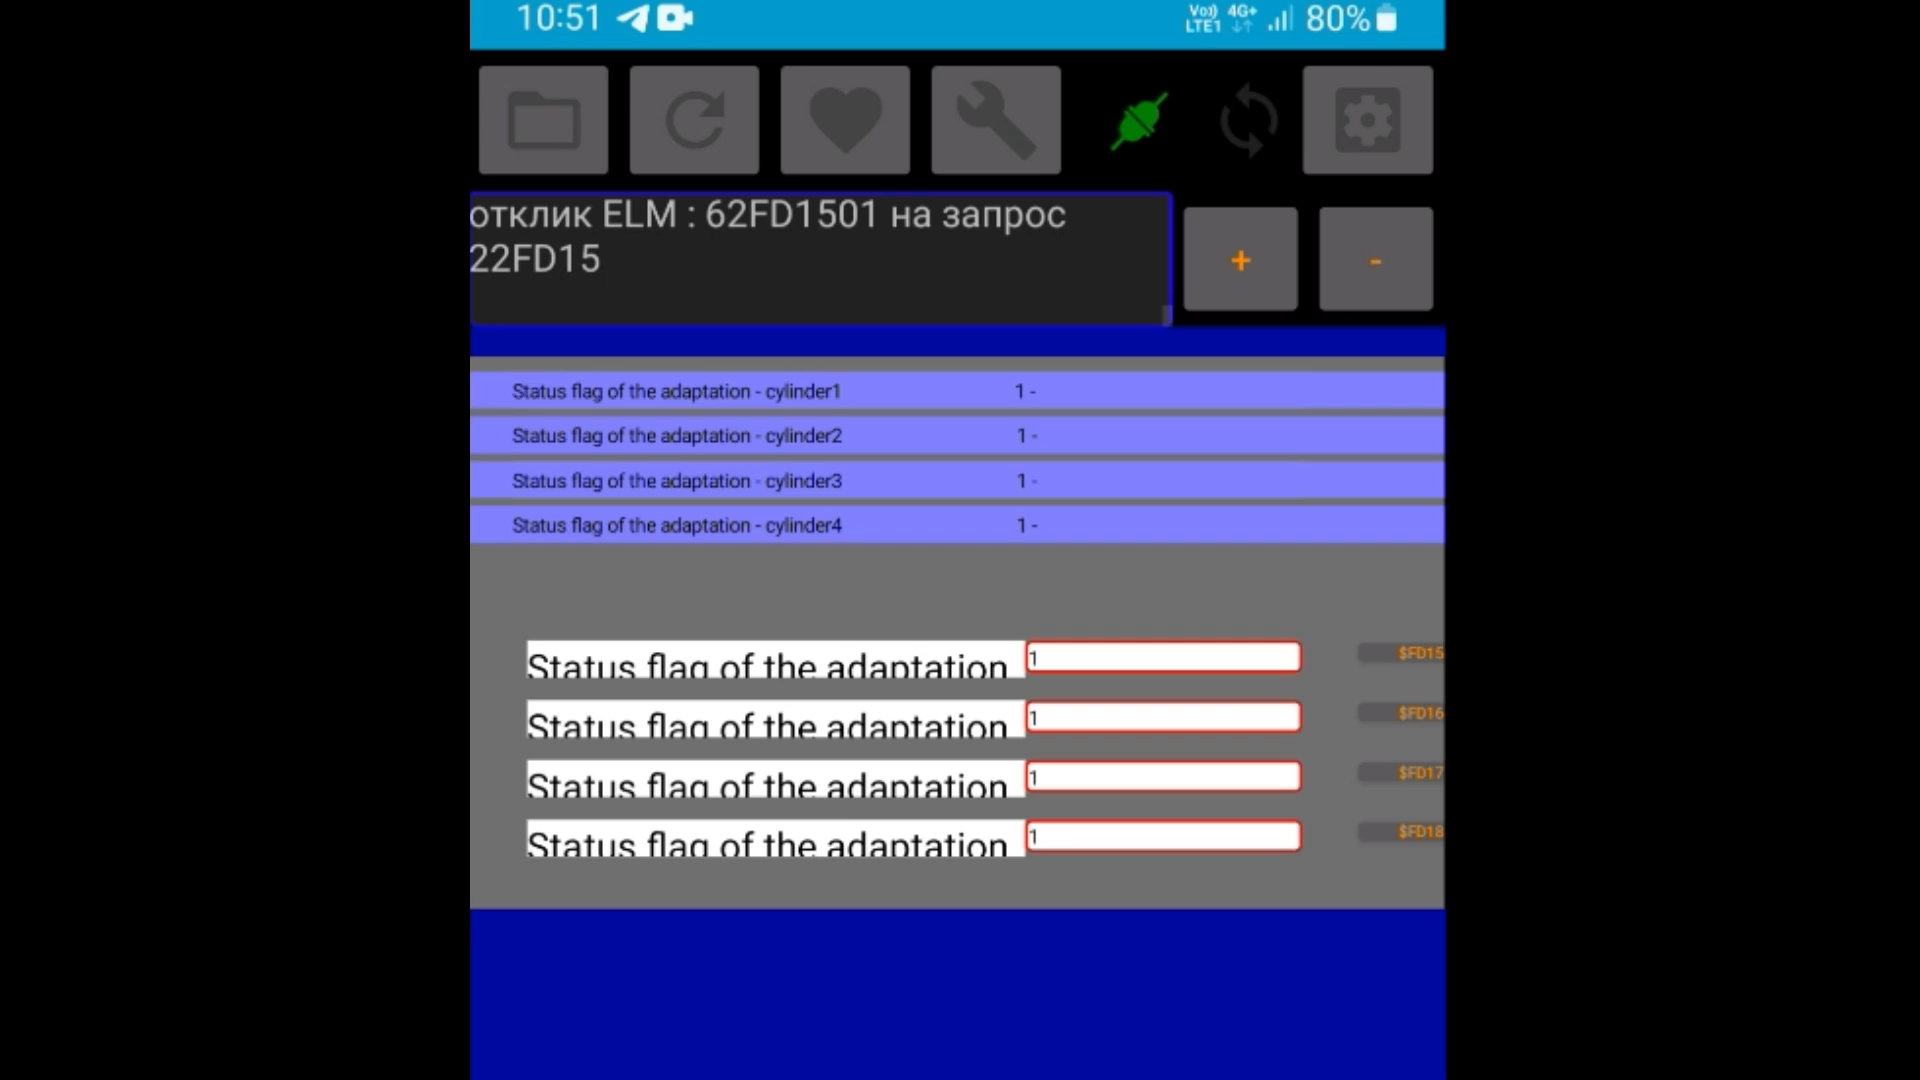 10:51
Vo)) 4G+ 80%
LTE1
отклик ELM : 62FD1501 на запрос
22FD15
+ -
Status flag of the adaptation - cylinder1 1 -
Status flag of the adaptation - cylinder2 1 -
Status flag of the adaptation - cylinder3 1 -
Status flag of the adaptation - cylinder4 1 -
Status flag of the adaptation 1 $FD15
Status flag of the adaptation 1 $FD16
Status flag of the adaptation 1 $FD17
Status flag of the adaptation 1 $FD18